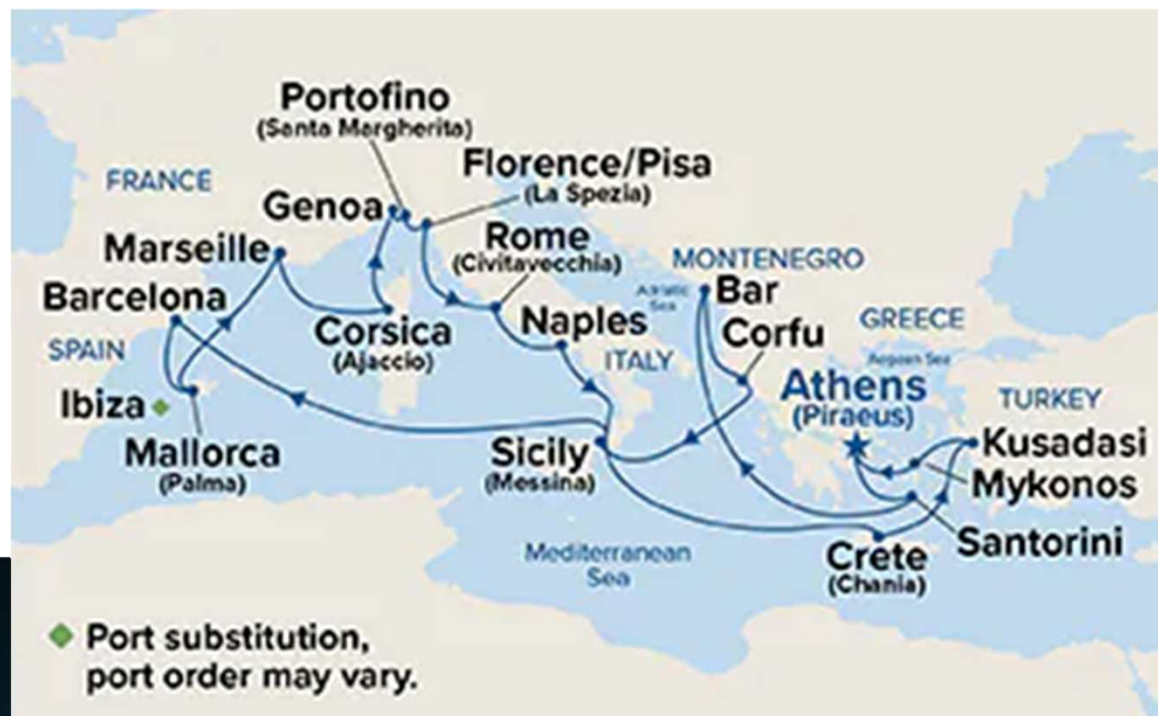 Portofino
(Santa Margherita)
Florence/Pisa
(La Spezia)
FRANCE
Genoa
Rome
(Civitavecchia)
Marseille
MONTENEGRO
Barcelona
Adriatic
Sea
Bar
Naples
Corsica
(Ajaccio)
Corfu
GREECE
SPAIN
ITALY
Aegean Sea
Athens
(Piraeus)
TURKEY
Ibiza
Mallorca
(Palma)
Sicily
(Messina)
Kusadasi
Mykonos
Santorini
Mediterranean
Sea
Crete
(Chania)
Port substitution,
port order may vary.